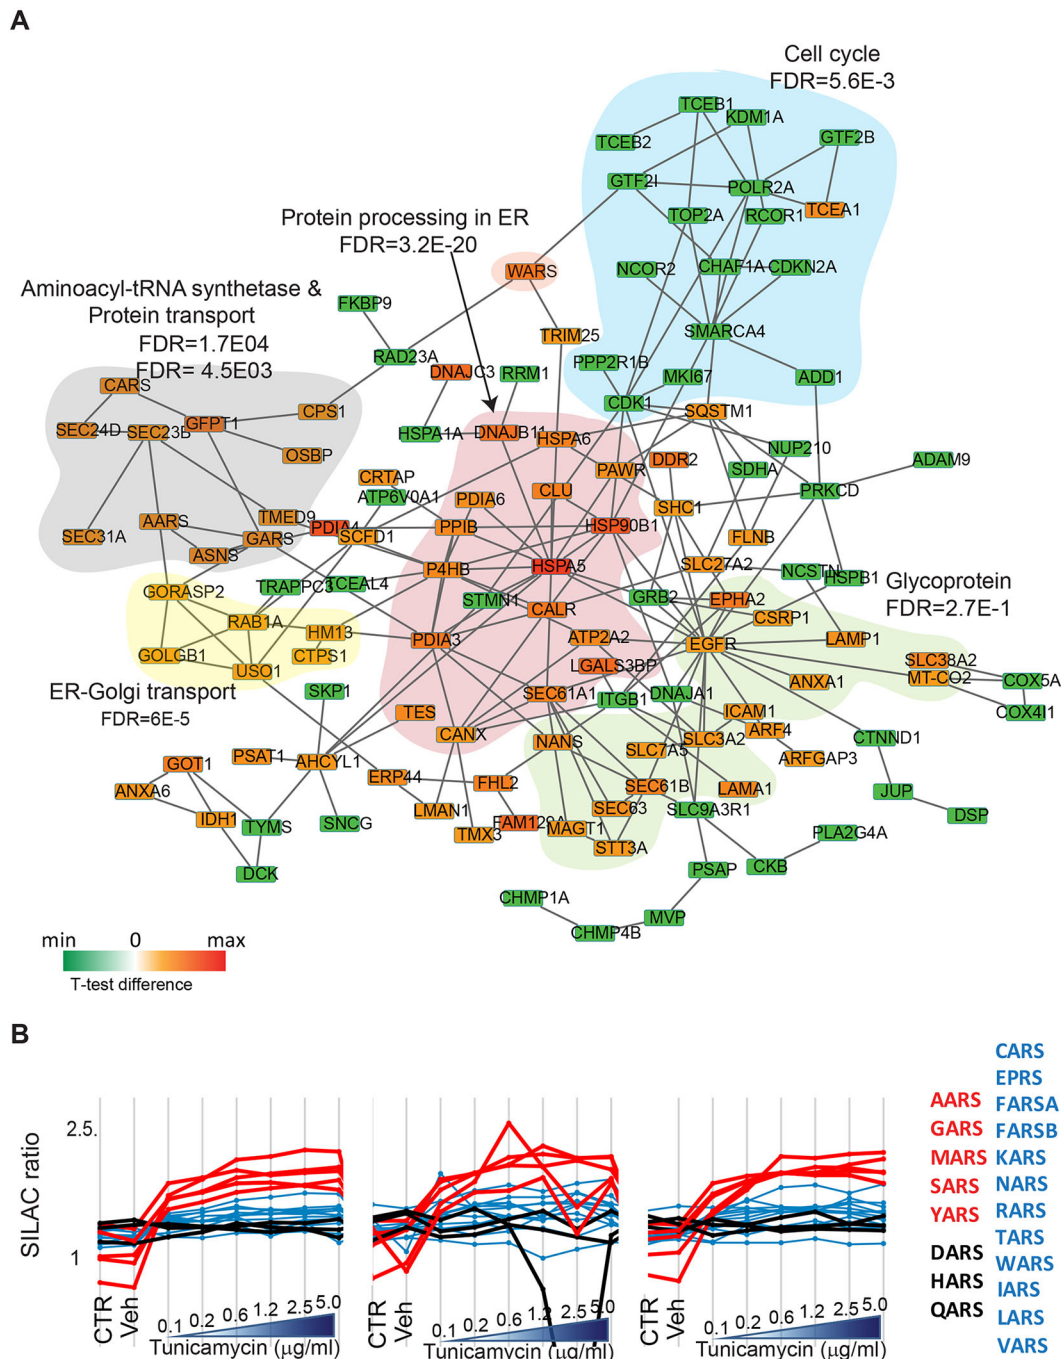 A
Cell cycle
FDR=5.6E-3
TCEB1
KDM1A
TCEB2
GTF2B
GTF2I
POLR2A
TOP2A
RCOR1
TCEA1
Protein processing in ER
FDR=3.2E-20
WARS
NCOR2
CHAF1A
CDKN2A
Aminoacyl-tRNA synthetase &
Protein transport
FDR=1.7E04
FDR= 4.5E03
FKBP9
TRIM25
SMARCA4
RAD23A
DNAJC3
RRM1
PPP2R1B
MKI67
ADD1
CARS
GFPT1
CPS1
CDK1
SQSTM1
SEC24D
SEC23B
HSPA1A
DNAJB11
HSPA6
NUP210
OSBP
PAWR
DDR2
SDHA
ADAM9
CRTAP
ATP6V0A1
PDIA6
CLU
SHC1
PRKCD
AARS
TMED9
PDIA4
SCFD1
PPIB
HSP90B1
FLNB
SEC31A
GARS
ASNS
P4HB
HSPA5
SLC27A2
NCSTN
HSPB1
Glycoprotein
FDR=2.7E-1
GORASP2
TRAPPC3
TCEAL4
STMN1
CALR
GRB2
EPHA2
CSRP1
RAB1A
HM13
PDIA3
ATP2A2
EGFR
LAMP1
GOLGB1
USO1
CTPS1
LGALS3BP
SLC38A2
MT-CO2
COX5A
ER-Golgi transport
FDR=6E-5
SKP1
SEC61A1
ITGB1
DNAJA1
ANXA1
COX4I1
TES
CANX
NANS
ICAM1
ARF4
SLC3A2
SLC7A5
CTNND1
ARFGAP3
GOT1
PSAT1
AHCYL1
ERP44
FHL2
SEC61B
LAMA1
JUP
ANXA6
IDH1
TYMS
SNCG
LMAN1
TMX3
FAM129A
SEC63
MAGT1
SLC9A3R1
DSP
PLA2G4A
STT3A
DCK
PSAP
CKB
CHMP1A
MVP
CHMP4B
min 0 max
T-test difference
B
SILAC ratio
2.5.
1
CTR
Veh
0.1 0.2 0.6 1.2 2.5 5.0
Tunicamycin (µg/ml)
CTR
Veh
0.1 0.2 0.6 1.2 2.5 5.0
Tunicamycin (µg/ml)
CTR
Veh
0.1 0.2 0.6 1.2 2.5 5.0
Tunicamycin (µg/ml)
AARS
GARS
MARS
SARS
YARS
DARS
HARS
QARS
CARS
EPRS
FARSA
FARSB
KARS
NARS
RARS
TARS
WARS
IARS
LARS
VARS